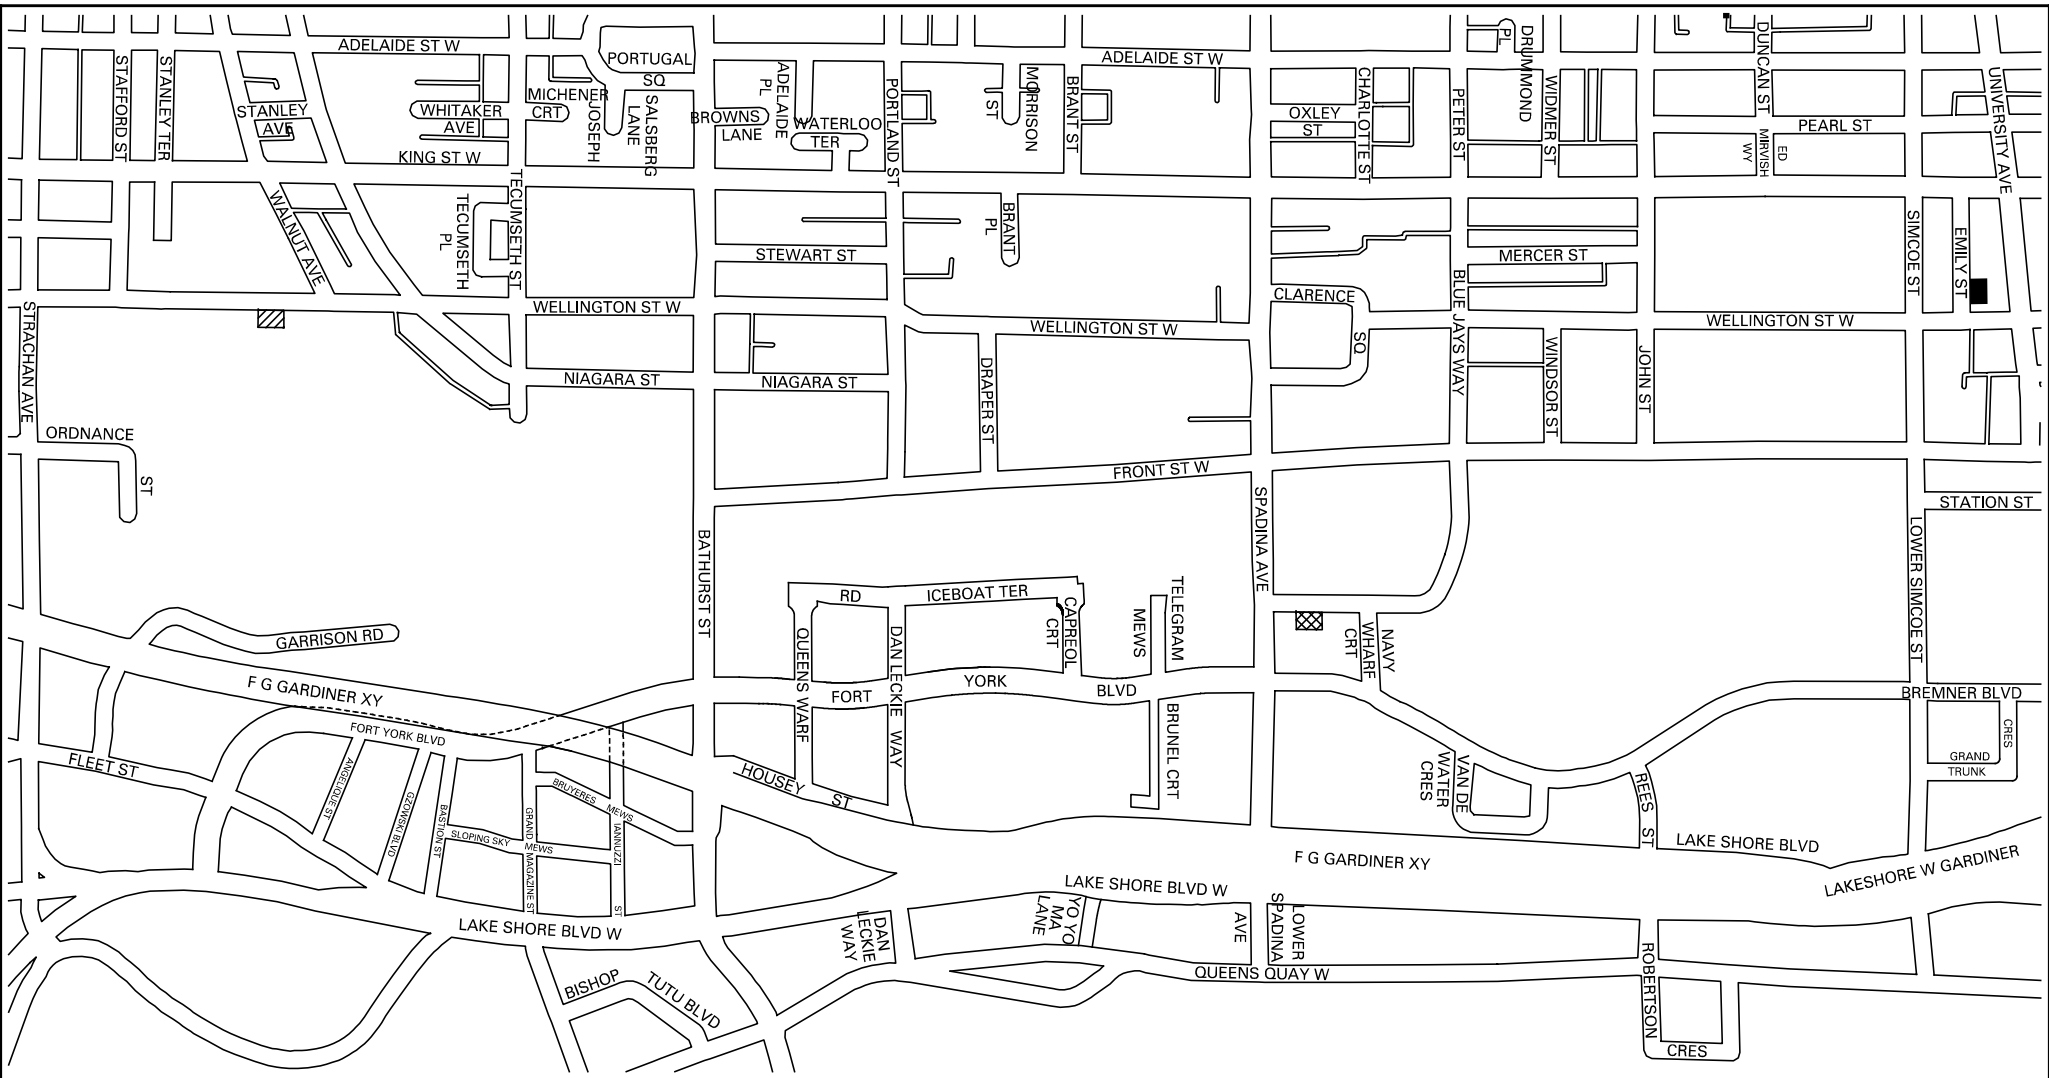 ADELAIDE ST W
PORTUGAL
SQ
ADELAIDE ST W
DRUMMOND
PL
DUNCAN ST
STAFFORD ST
STANLEY TER
STANLEY
AVE
WHITAKER
AVE
MICHENER
CRT
JOSEPH
SALSBERG
LANE
BROWNS
LANE
ADELAIDE
PL
WATERLOO
TER
PORTLAND ST
MORRISON
ST
BRANT ST
OXLEY
ST
CHARLOTTE ST
PETER ST
WIDMER ST
PEARL ST
ED
MIRVISH
WY
UNIVERSITY AVE
KING ST W
WALNUT AVE
TECUMSETH
PL
TECUMSETH ST
BRANT
PL
STEWART ST
MERCER ST
SIMCOE ST
EMILY ST
STRACHAN AVE
WELLINGTON ST W
CLARENCE
SQ
BLUE JAYS WAY
WELLINGTON ST W
WELLINGTON ST W
WINDSOR ST
JOHN ST
NIAGARA ST
NIAGARA ST
DRAPER ST
ORDNANCE
ST
FRONT ST W
SPADINA AVE
STATION ST
BATHURST ST
LOWER SIMCOE ST
RD
ICEBOAT TER
CAPREOL
CRT
TELEGRAM
MEWS
GARRISON RD
QUEENS WARF
DAN LECKIE WAY
NAVY
WHARF
CRT
F G GARDINER XY
FORT
YORK
BLVD
BREMNER BLVD
FORT YORK BLVD
BRUNEL CRT
CRES
GRAND
TRUNK
FLEET ST
ANGELIQUE ST
GZOWSKI BLVD
BASTION ST
BRUYERES
MEWS
HOUSEY
ST
VAN DE
WATER
CRES
REES
ST
SLOPING SKY
MEWS
GRAND
MAGAZINE ST
IANNUZZI
ST
LAKE SHORE BLVD
F G GARDINER XY
LAKESHORE W GARDINER
LAKE SHORE BLVD W
LAKE SHORE BLVD W
DAN
LECKIE
WAY
YO YO
MA
LANE
AVE
LOWER
SPADINA
QUEENS QUAY W
BISHOP
TUTU BLVD
ROBERTSON
CRES